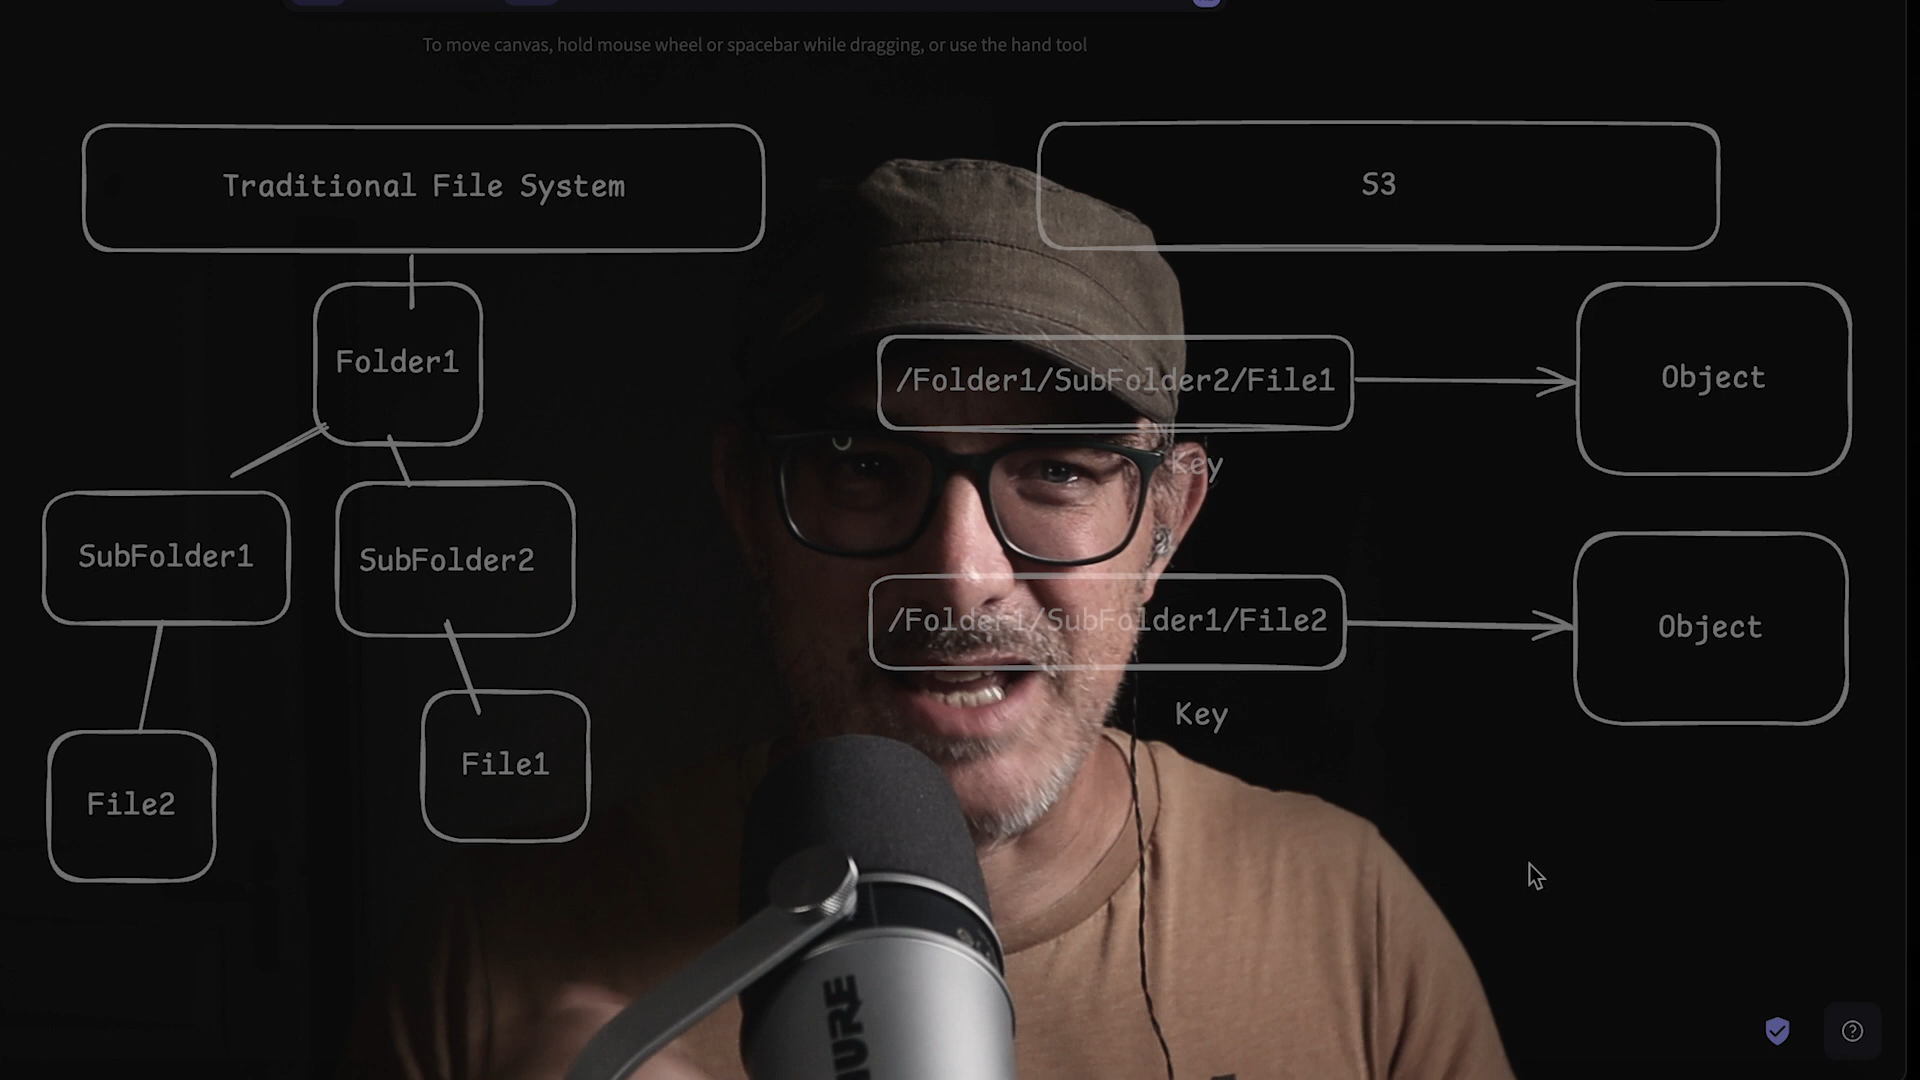 To move canvas, hold mouse wheel or spacebar while dragging, or use the hand tool
Traditional File System
S3
Folder1
/Folder1/SubFolder2/File1
Object
Key
SubFolder1
SubFolder2
/Folder1/SubFolder1/File2
Object
Key
File1
File2